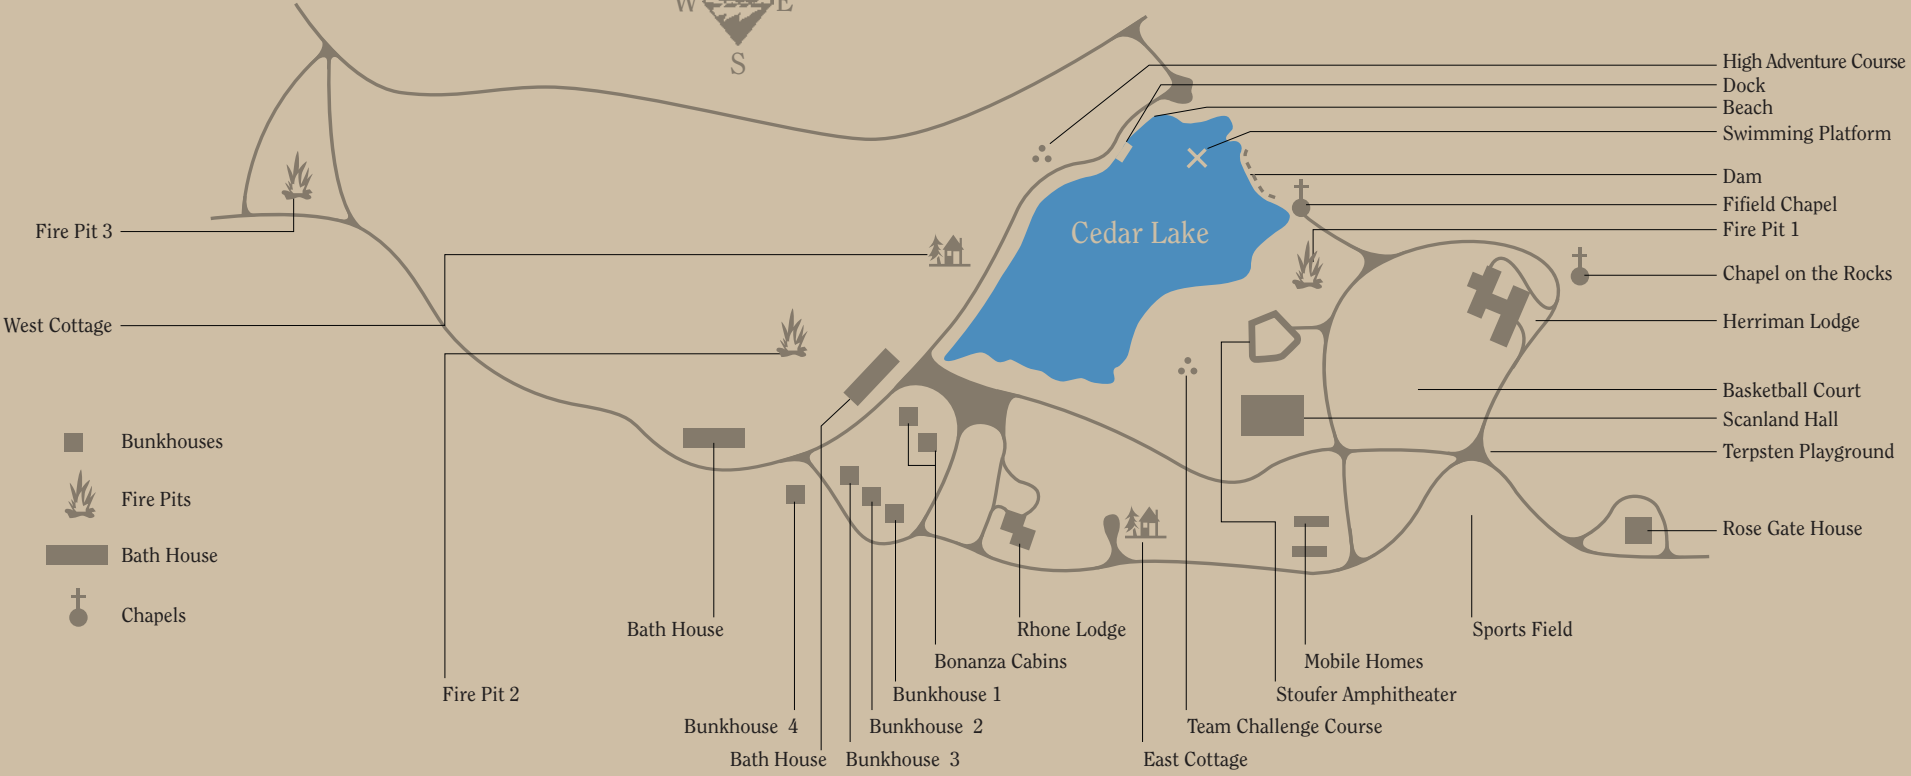 W E
S
High Adventure Course
Dock
Beach
Swimming Platform
Dam
Fifield Chapel
Fire Pit 1
Chapel on the Rocks
Herriman Lodge
Basketball Court
Scanland Hall
Terpsten Playground
Rose Gate House
Cedar Lake
Fire Pit 3
West Cottage
Bunkhouses
Fire Pits
Bath House
Chapels
Fire Pit 2
Bath House
Bunkhouse 4
Bath House
Bunkhouse 3
Bunkhouse 2
Bunkhouse 1
Bonanza Cabins
Rhone Lodge
East Cottage
Team Challenge Course
Stoufer Amphitheater
Mobile Homes
Sports Field